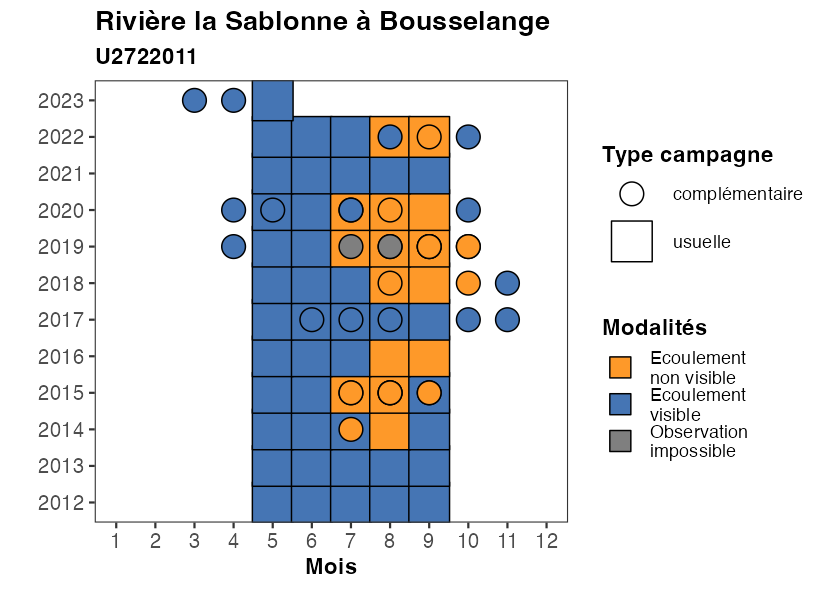 Rivière la Sablonne à Bousselange
U2722011
2023
2022
2021
2020
2019
2018
2017
2016
2015
2014
2013
2012
1 2 3 4 5 6 7 8 9 10 11 12
Mois
Type campagne
complémentaire
usuelle
Modalités
Ecoulement
non visible
Ecoulement
visible
Observation
impossible